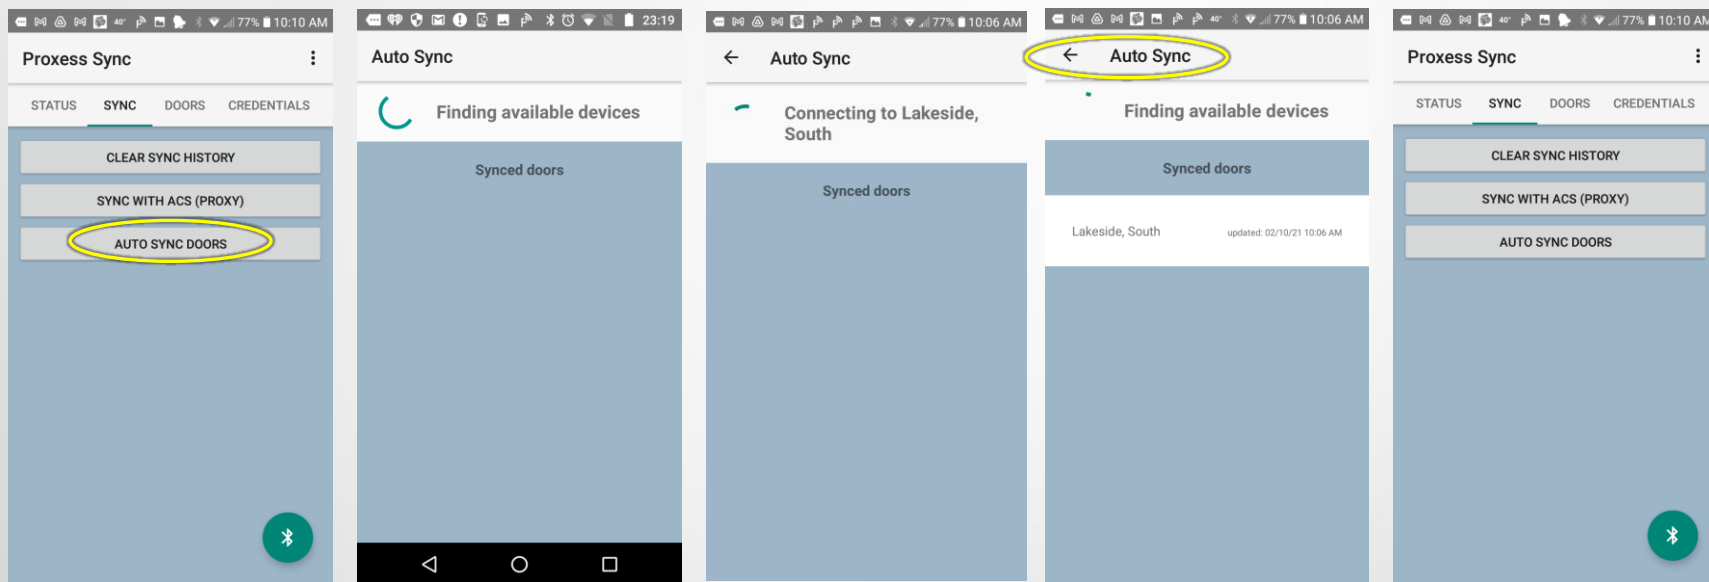 40° 77% 10:10 AM
Proxess Sync
STATUS SYNC DOORS CREDENTIALS
CLEAR SYNC HISTORY
SYNC WITH ACS (PROXY)
AUTO SYNC DOORS
23:19
Auto Sync
Finding available devices
Synced doors
40° 77% 10:06 AM
Auto Sync
Connecting to Lakeside,
South
Synced doors
40° 77% 10:06 AM
Auto Sync
Finding available devices
Synced doors
Lakeside, South updated: 02/10/21 10:06 AM
40° 77% 10:10 AM
Proxess Sync
STATUS SYNC DOORS CREDENTIALS
CLEAR SYNC HISTORY
SYNC WITH ACS (PROXY)
AUTO SYNC DOORS